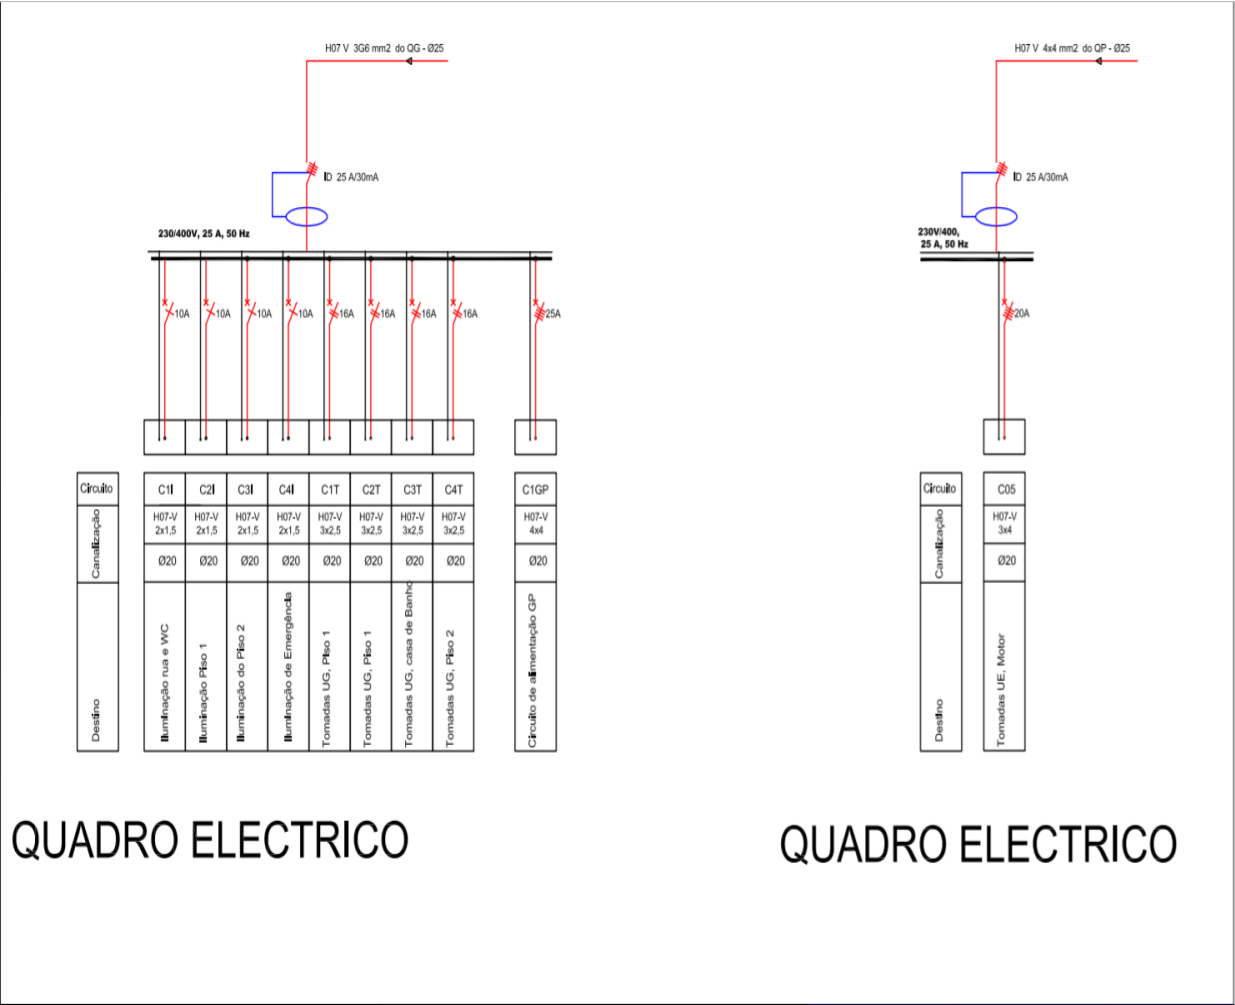 H07 V 3G6 mm2 do QG - Ø25
ID 25 A/30mA
230/400V, 25 A, 50 Hz
10A
10A
10A
10A
16A
16A
16A
16A
25A
Circuito
C1I
C2I
C3I
C4I
C1T
C2T
C3T
C4T
C1GP
Canalização
H07-V
2x1,5
H07-V
2x1,5
H07-V
2x1,5
H07-V
2x1,5
H07-V
3x2,5
H07-V
3x2,5
H07-V
3x2,5
H07-V
3x2,5
H07-V
4x4
Ø20
Ø20
Ø20
Ø20
Ø20
Ø20
Ø20
Ø20
Ø20
Destino
Iluminação rua e WC
Iluminação Piso 1
Iluminação do Piso 2
Iluminação de Emergência
Tomadas UG, Piso 1
Tomadas UG, Piso 1
Tomadas UG, casa de Banho
Tomadas UG, Piso 2
Circuito de alimentação GP
QUADRO ELECTRICO
H07 V 4x4 mm2 do QP - Ø25
ID 25 A/30mA
230V/400,
25 A, 50 Hz
20A
Circuito
C05
Canalização
H07-V
3x4
Ø20
Destino
Tomadas UE, Motor
QUADRO ELECTRICO